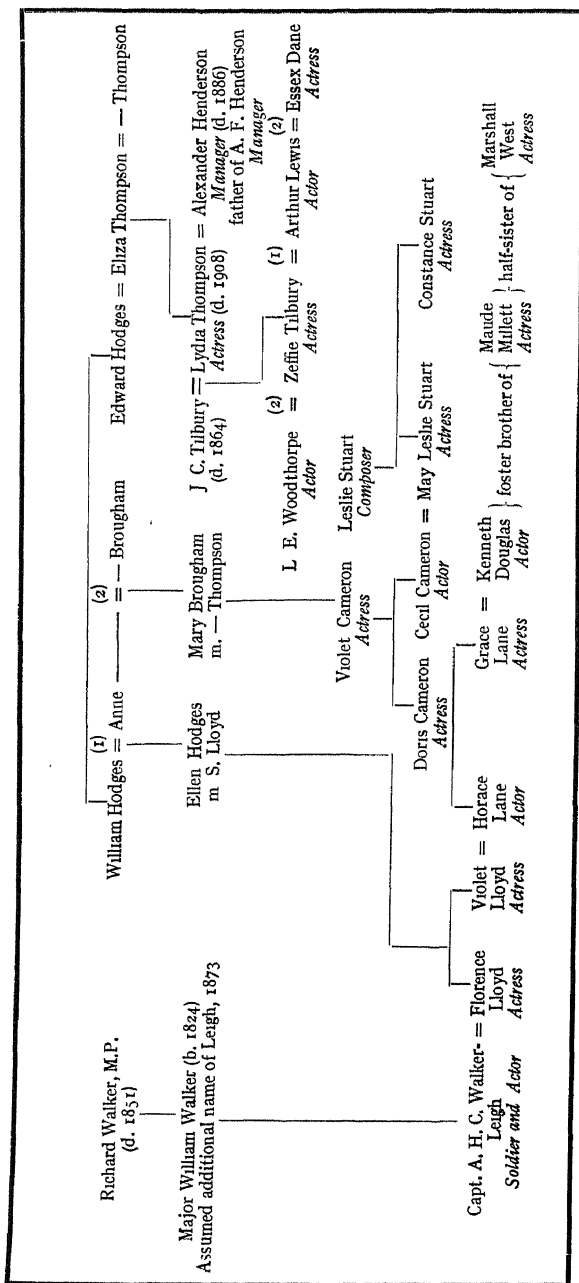 Richard Walker, M.P.
(d. 1851)
William Hodges = Anne = — Brougham
(1) (2)
Edward Hodges = Eliza Thompson = — Thompson
Major William Walker (b. 1824)
Assumed additional name of Leigh, 1873
Ellen Hodges
m S. Lloyd
Mary Brougham
m. — Thompson
J C. Tilbury = Lydia Thompson = Alexander Henderson
(d. 1864) Actress (d. 1908) Manager (d. 1886)
father of A. F. Henderson
Manager
(2) (1) (2)
L E. Woodthorpe = Zeffie Tilbury = Arthur Lewis = Essex Dane
Actor Actress Actor Actress
Violet Cameron
Actress
Leslie Stuart
Composer
Doris Cameron Cecil Cameron = May Leslie Stuart Constance Stuart
Actress Actor Actress Actress
Capt. A. H. C. Walker- = Florence Violet = Horace Grace = Kenneth Maude Marshall
Leigh Lloyd Lloyd Lane Lane Douglas } foster brother of { Millett } half-sister of { West
Soldier and Actor Actress Actress Actor Actress Actor Actress Actress